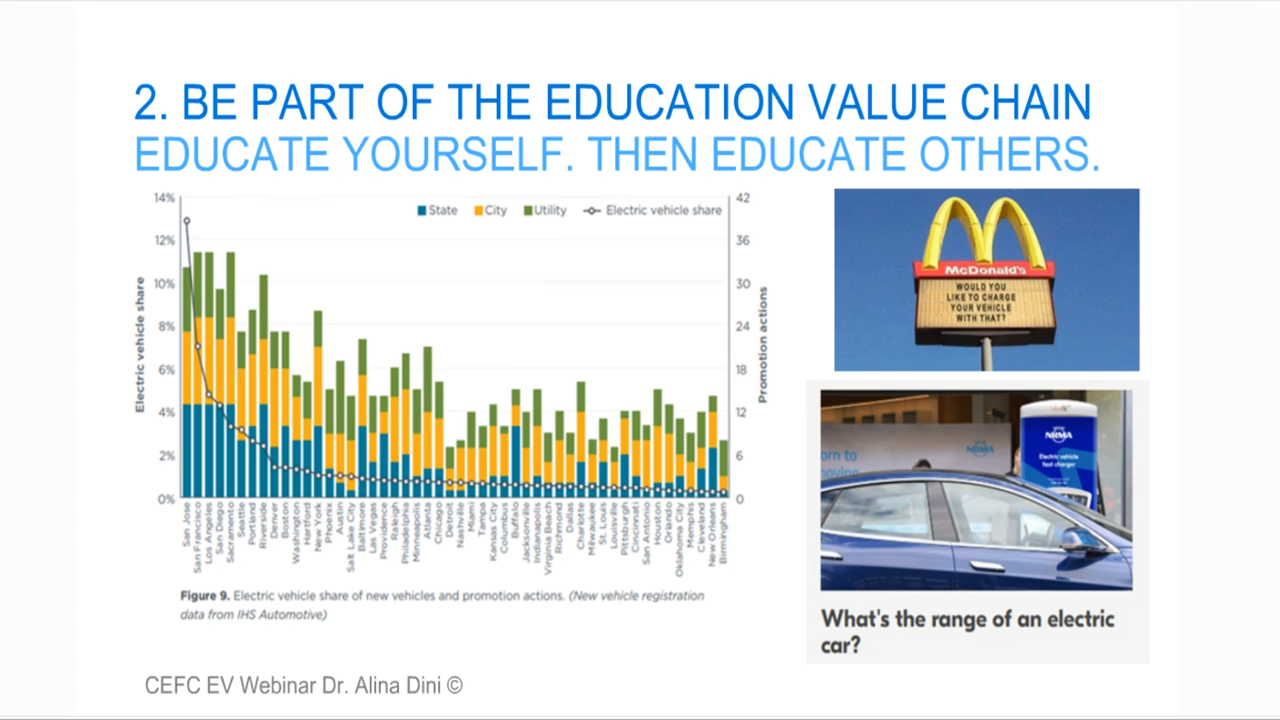 2. BE PART OF THE EDUCATION VALUE CHAIN
EDUCATE YOURSELF. THEN EDUCATE OTHERS.
14%
12%
10%
8%
6%
4%
2%
0%
Electric vehicle share
State
City
Utility
Electric vehicle share
42
36
30
24
18
12
6
0
Promotion actions
San Jose
San Francisco
Los Angeles
San Diego
Sacramento
Seattle
Portland
Riverside
Denver
Boston
Washington
Hartford
New York
Phoenix
Austin
Salt Lake City
Baltimore
Las Vegas
Providence
Raleigh
Philadelphia
Minneapolis
Atlanta
Chicago
Detroit
Nashville
Miami
Tampa
Kansas City
Columbus
Buffalo
Jacksonville
Indianapolis
Virginia Beach
Richmond
Dallas
Charlotte
Milwaukee
St. Louis
Louisville
Pittsburgh
Cincinnati
San Antonio
Houston
Orlando
Oklahoma City
Memphis
Cleveland
New Orleans
Birmingham
Figure 9. Electric vehicle share of new vehicles and promotion actions. (New vehicle registration
data from IHS Automotive)
McDonald's
WOULD YOU
LIKE TO CHARGE
YOUR VEHICLE
WITH THAT?
orn to
moving
NRMA
NRMA
Electric vehicle
fast charger
What's the range of an electric
car?
CEFC EV Webinar Dr. Alina Dini ©